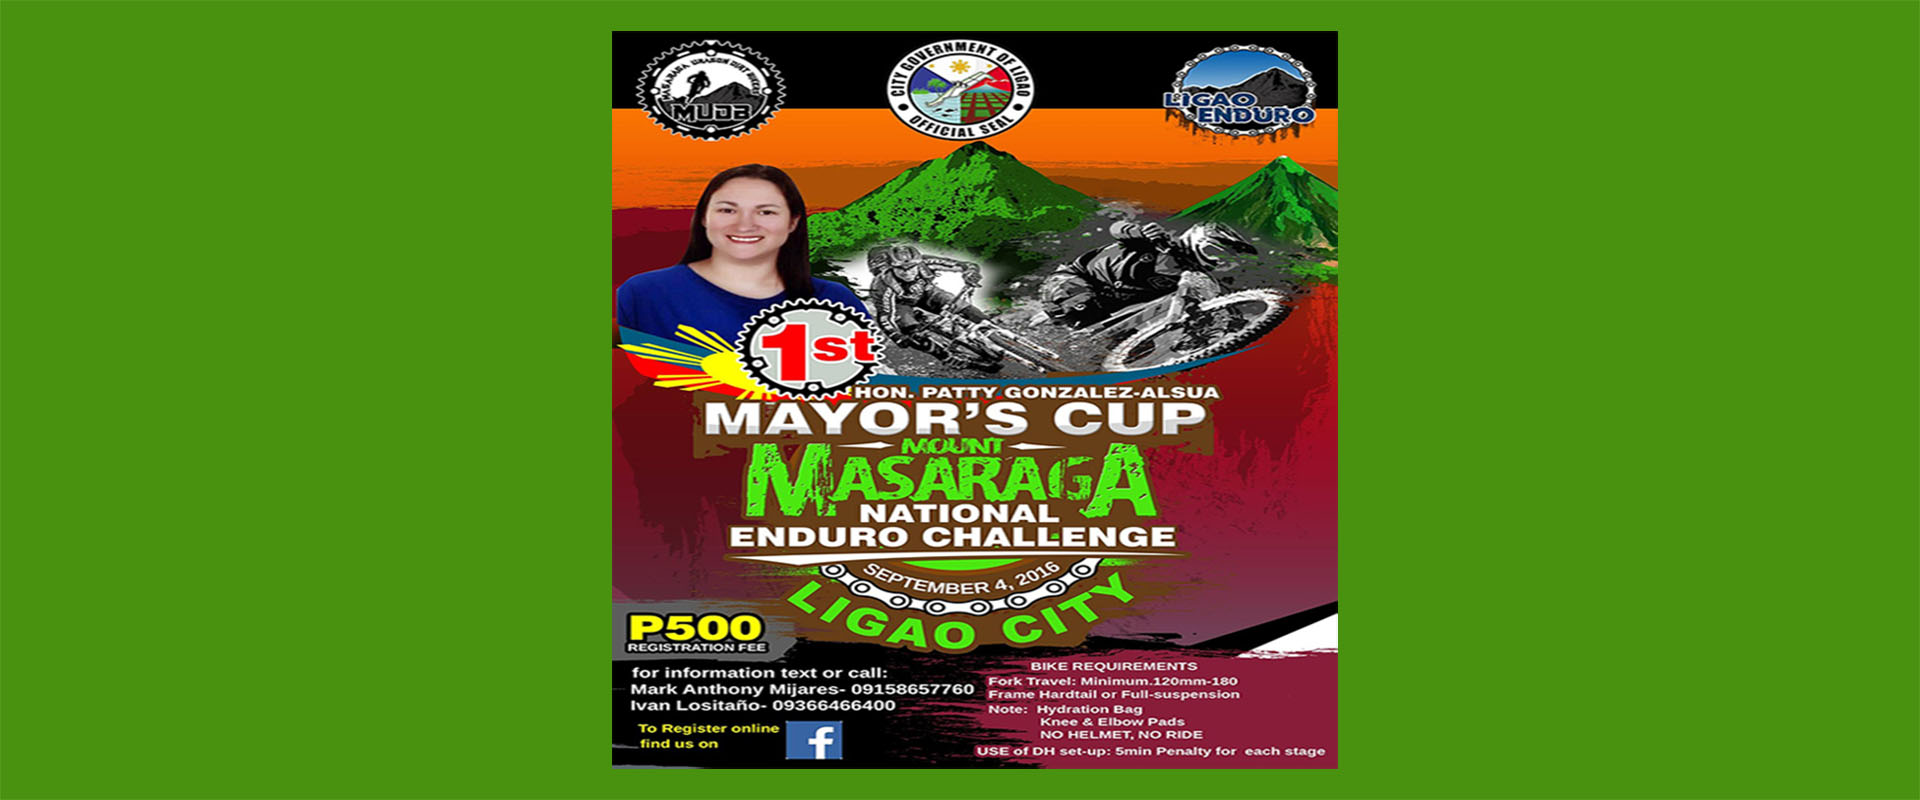 MUDB
CITY GOVERNMENT OF LIGAO
OFFICIAL SEAL
LIGAO
ENDURO
1st
HON. PATTY GONZALEZ-ALSUA
MAYOR'S CUP
MOUNT
MASARAGA
NATIONAL
ENDURO CHALLENGE
SEPTEMBER 4, 2016
LIGAO CITY
P500
REGISTRATION FEE
for information text or call:
Mark Anthony Mijares- 09158657760
Ivan Lositaño- 09366466400
To Register online
find us on
f
BIKE REQUIREMENTS
Fork Travel: Minimum.120mm-180
Frame Hardtail or Full-suspension
Note: Hydration Bag
Knee & Elbow Pads
NO HELMET, NO RIDE
USE of DH set-up: 5min Penalty for each stage